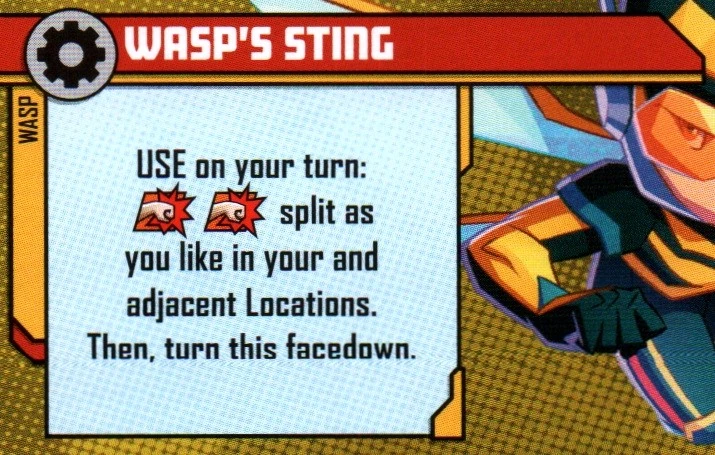 WASP'S STING
WASP
USE on your turn:
split as
you like in your and
adjacent Locations.
Then, turn this facedown.